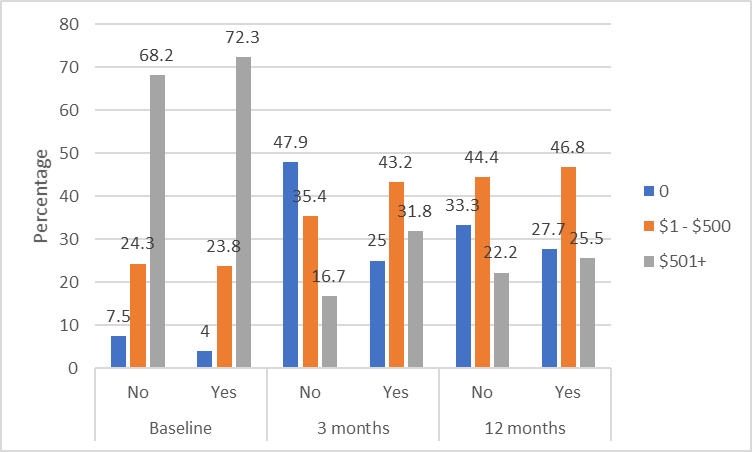 80
70
60
50
40
30
20
10
0
Percentage
7.5
24.3
68.2
4
23.8
72.3
47.9
35.4
16.7
25
43.2
31.8
33.3
44.4
22.2
27.7
46.8
25.5
No
Yes
No
Yes
No
Yes
Baseline
3 months
12 months
0
$1 - $500
$501+